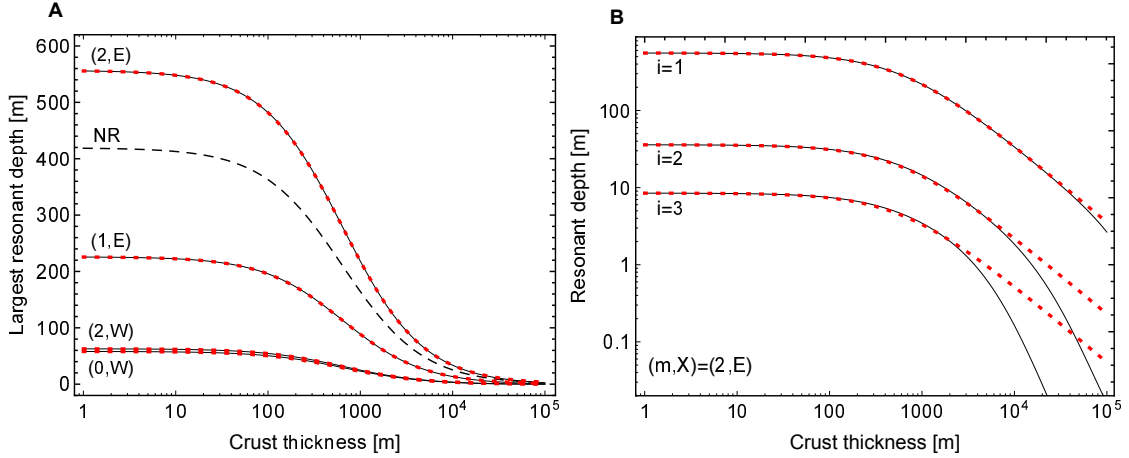 A
Largest resonant depth [m]
600
500
400
300
200
100
0
(2,E)
NR
(1,E)
(2,W)
(0,W)
1
10
100
1000
10⁴
10⁵
Crust thickness [m]
B
Resonant depth [m]
100
10
1
0.1
i=1
i=2
i=3
(m,X)=(2,E)
1
10
100
1000
10⁴
10⁵
Crust thickness [m]